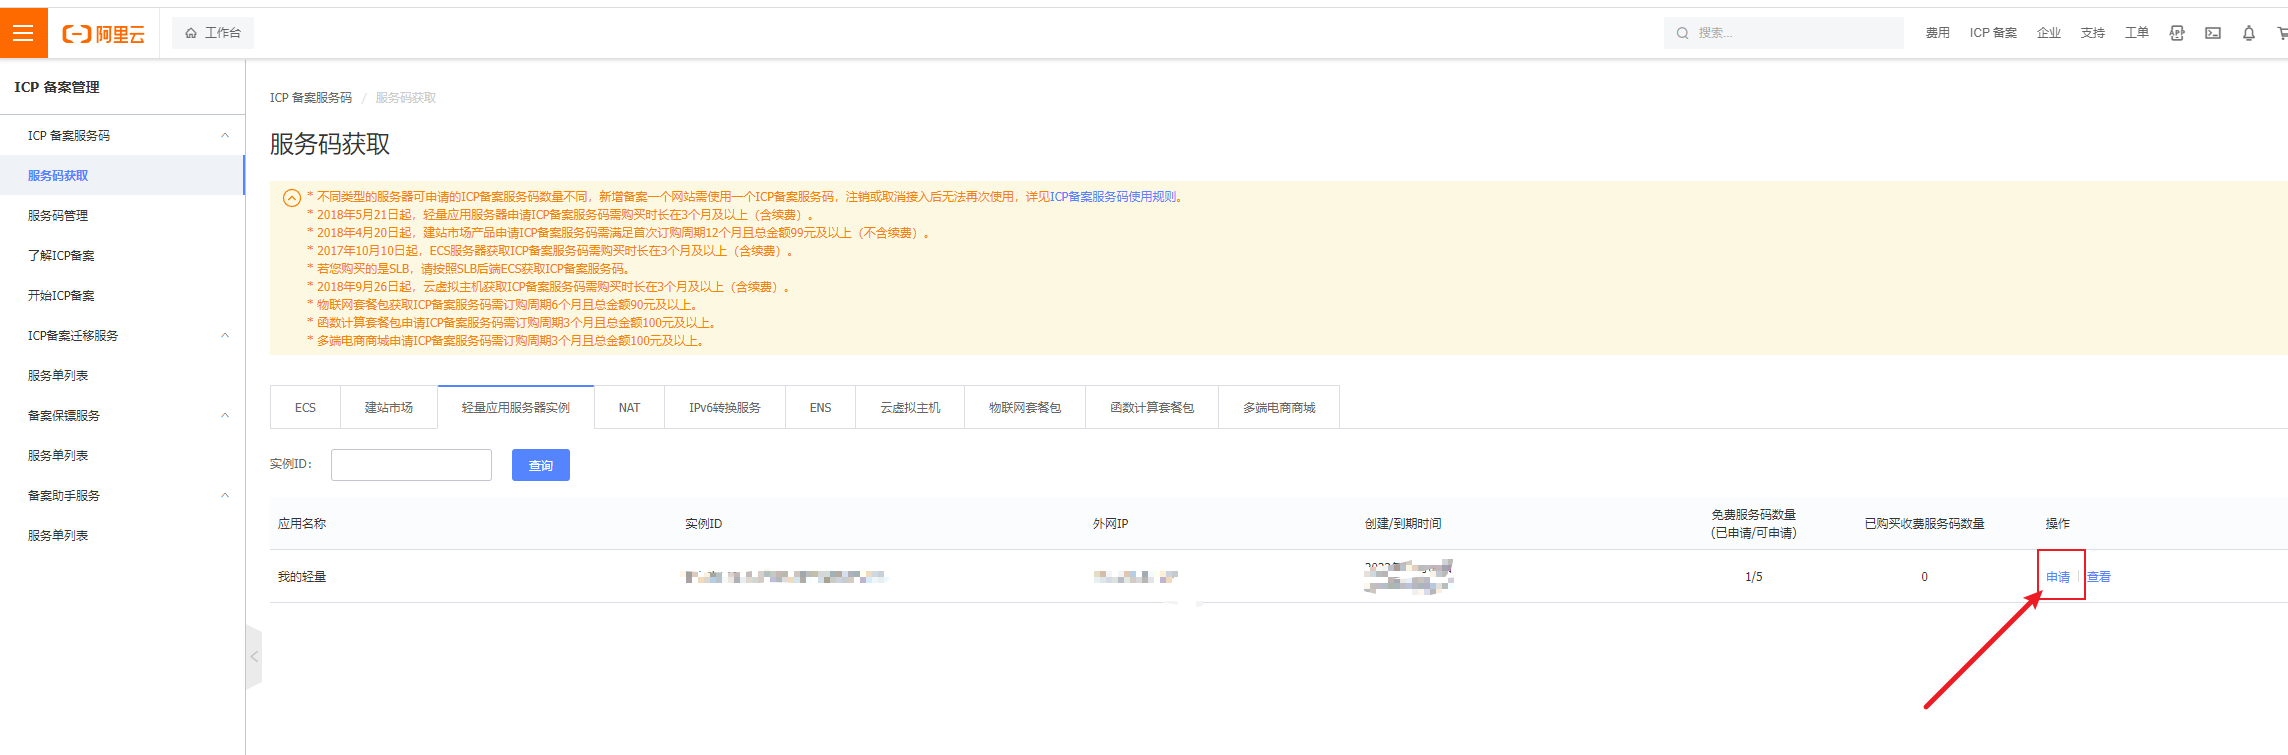 阿里云
工作台
搜索...
费用
ICP 备案
企业
支持
工单
ICP 备案管理
ICP 备案服务码
服务码获取
服务码管理
了解ICP备案
开始ICP备案
ICP备案迁移服务
服务单列表
备案保镖服务
服务单列表
备案助手服务
服务单列表
ICP 备案服务码 / 服务码获取
服务码获取
* 不同类型的服务器可申请的ICP备案服务码数量不同，新增备案一个网站需使用一个ICP备案服务码，注销或取消接入后无法再次使用，详见ICP备案服务码使用规则。
* 2018年5月21日起，轻量应用服务器申请ICP备案服务码需购买时长在3个月及以上（含续费）。
* 2018年4月20日起，建站市场产品申请ICP备案服务码需满足首次订购周期12个月且总金额99元及以上（不含续费）。
* 2017年10月10日起，ECS服务器获取ICP备案服务码需购买时长在3个月及以上（含续费）。
* 若您购买的是SLB，请按照SLB后端ECS获取ICP备案服务码。
* 2018年9月26日起，云虚拟主机获取ICP备案服务码需购买时长在3个月及以上（含续费）。
* 物联网套餐包获取ICP备案服务码需订购周期6个月且总金额90元及以上。
* 函数计算套餐包申请ICP备案服务码需订购周期3个月且总金额100元及以上。
* 多端电商商城申请ICP备案服务码需订购周期3个月且总金额100元及以上。
ECS
建站市场
轻量应用服务器实例
NAT
IPv6转换服务
ENS
云虚拟主机
物联网套餐包
函数计算套餐包
多端电商商城
实例ID：
查询
应用名称
实例ID
外网IP
创建/到期时间
免费服务码数量
（已申请/可申请）
已购买收费服务码数量
操作
我的轻量
1/5
0
申请
查看